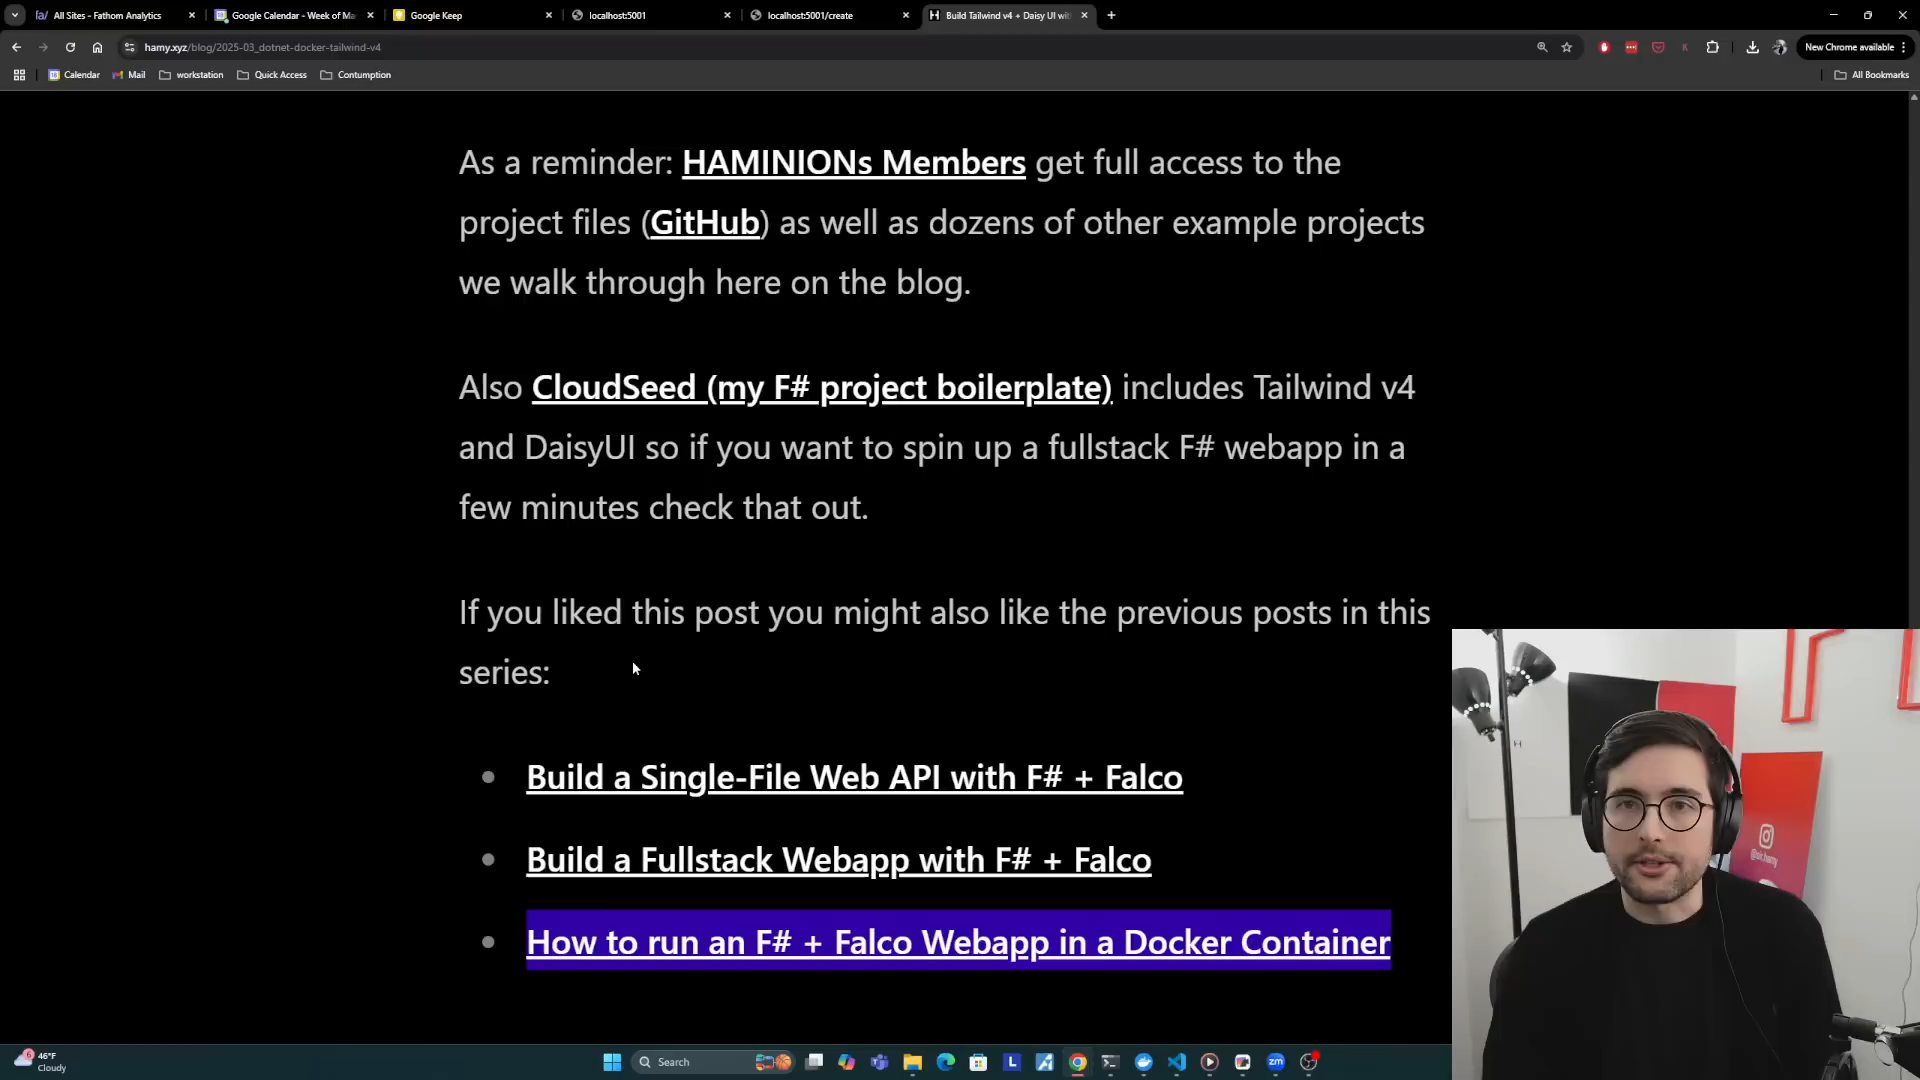 All Sites - Fathom Analytics
Google Calendar - Week of Ma
Google Keep
localhost:5001
localhost:5001/create
Build Tailwind v4 + Daisy UI wit
hamy.xyz/blog/2025-03_dotnet-docker-tailwind-v4
New Chrome available
Calendar
Mail
workstation
Quick Access
Contumption
All Bookmarks
As a reminder: HAMINIONs Members get full access to the
project files (GitHub) as well as dozens of other example projects
we walk through here on the blog.
Also CloudSeed (my F# project boilerplate) includes Tailwind v4
and DaisyUI so if you want to spin up a fullstack F# webapp in a
few minutes check that out.
If you liked this post you might also like the previous posts in this
series:
Build a Single-File Web API with F# + Falco
Build a Fullstack Webapp with F# + Falco
How to run an F# + Falco Webapp in a Docker Container
46°F
Cloudy
Search